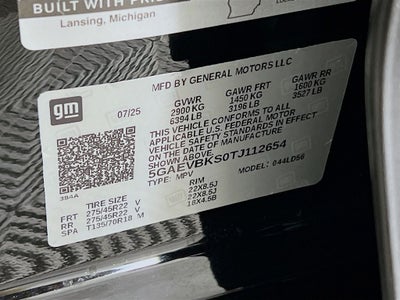 BUILT WITH PRI
Lansing, Michigan
MFD BY GENERAL MOTORS LLC
gm
07/25
GVWR GAWR FRT GAWR RR
2900 KG 1450 KG 1600 KG
6394 LB 3196 LB 3527 LB
THIS VEHICLE CONFORMS TO ALL
APPLICABLE U.S. FEDERAL MOTOR
VEHICLE SAFETY STANDARDS IN EFFECT
ON THE DATE OF MANUFACTURE
SHOWN ABOVE.
5GAEVBKS0TJ112654
TYPE: MPV MODEL: 044LD56
394A
TIRE SIZE RIM
FRT 275/45R22 V 22X8.5J
RR 275/45R22 V 22X8.5J
SPA T135/70R18 M 18X4.5B